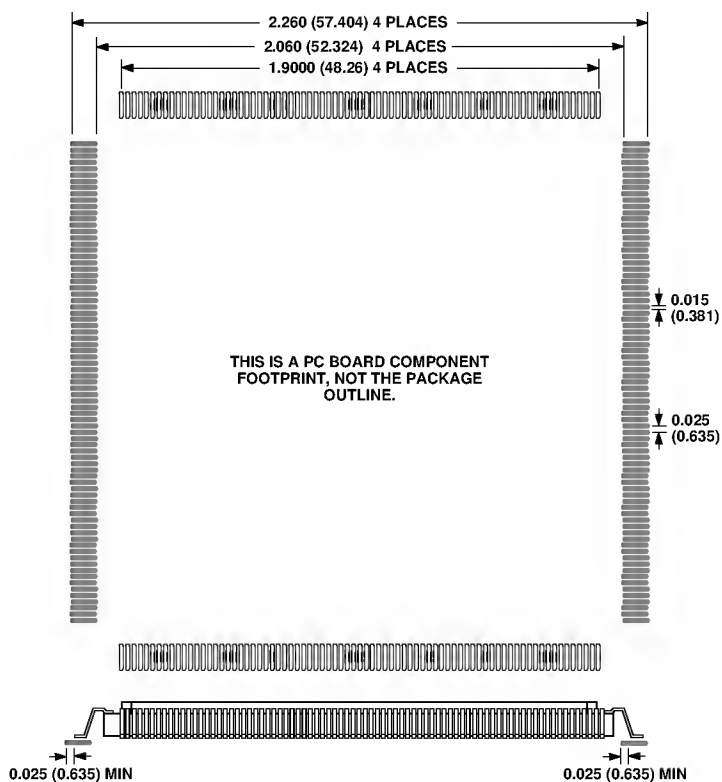 2.260 (57.404) 4 PLACES
2.060 (52.324) 4 PLACES
1.9000 (48.26) 4 PLACES
0.015
(0.381)
THIS IS A PC BOARD COMPONENT
FOOTPRINT, NOT THE PACKAGE
OUTLINE.
0.025
(0.635)
0.025 (0.635) MIN
0.025 (0.635) MIN